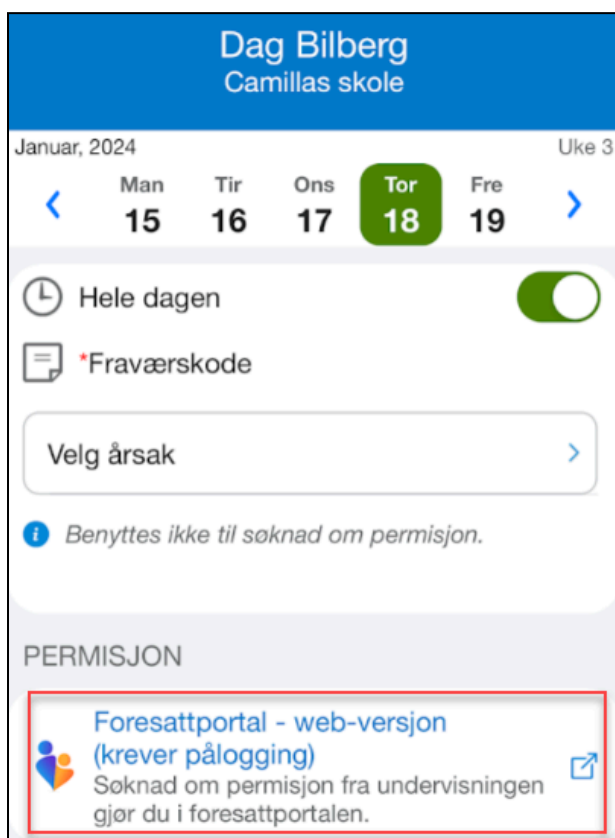 Dag Bilberg
Camillas skole
Januar, 2024 Uke 3
Man Tir Ons Tor Fre
15 16 17 18 19
Hele dagen
*Fraværskode
Velg årsak
Benyttes ikke til søknad om permisjon.
PERMISJON
Foresattportal - web-versjon
(krever pålogging)
Søknad om permisjon fra undervisningen
gjør du i foresattportalen.